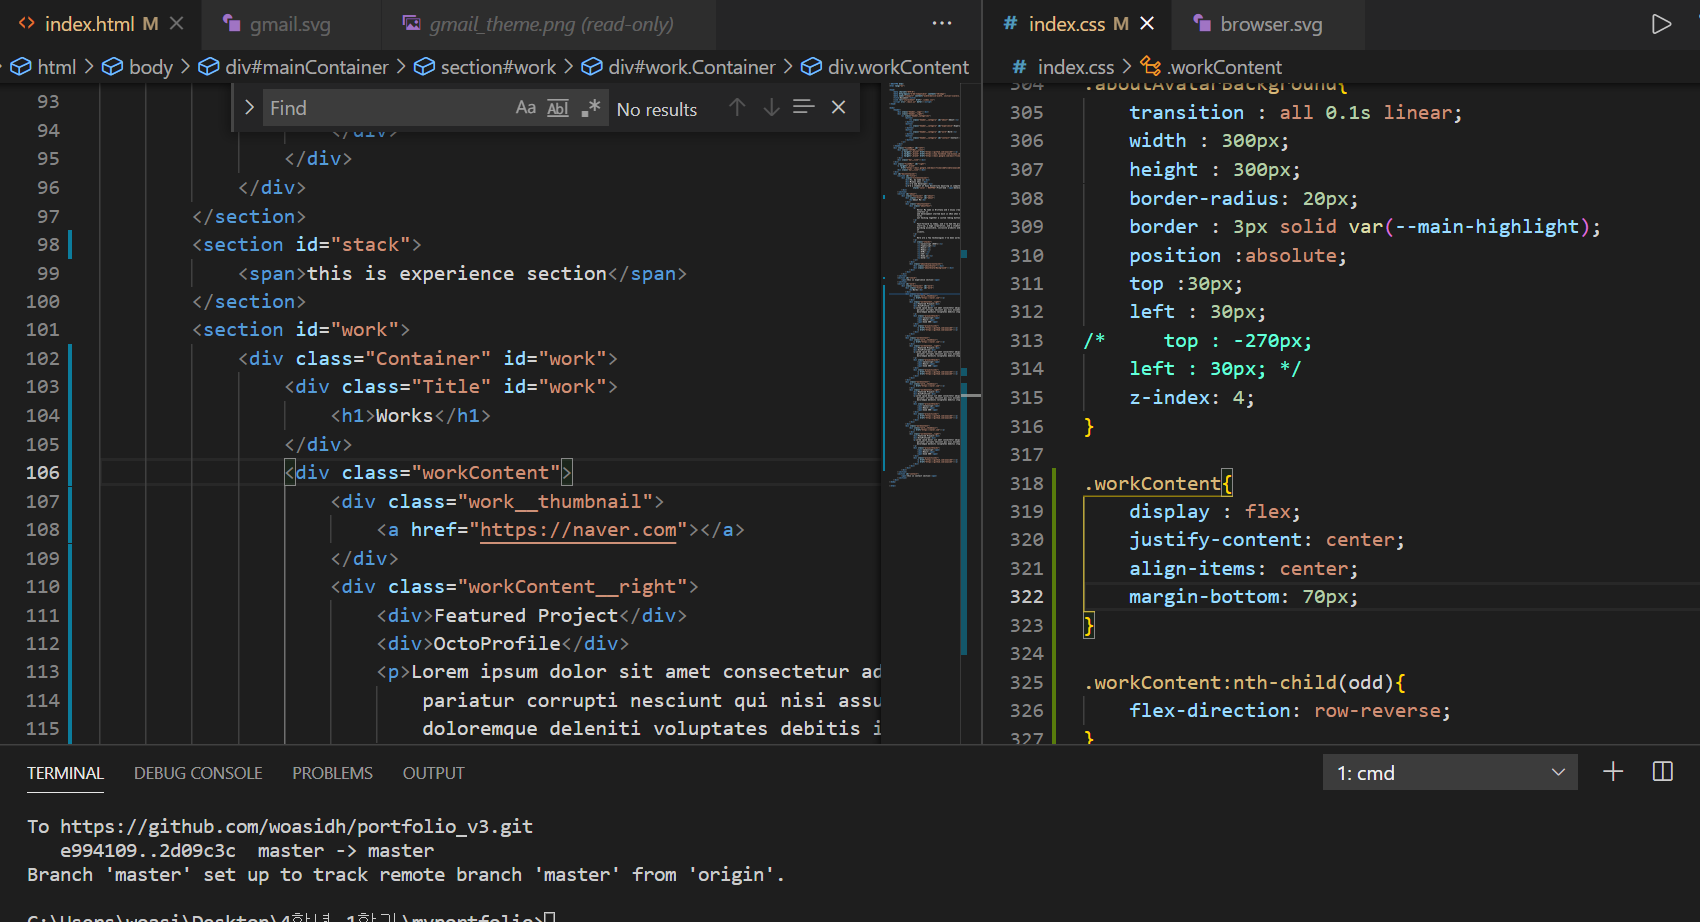 index.html M
gmail.svg
gmail_theme.png (read-only)
html > body > div#mainContainer > section#work > div#work.Container > div.workContent
Find
Aa Abl .*
No results
93
94 </div>
95 </div>
96 </div>
97 </section>
98 <section id="stack">
99 <span>this is experience section</span>
100 </section>
101 <section id="work">
102 <div class="Container" id="work">
103 <div class="Title" id="work">
104 <h1>Works</h1>
105 </div>
106 <div class="workContent">
107 <div class="work__thumbnail">
108 <a href="https://naver.com"></a>
109 </div>
110 <div class="workContent__right">
111 <div>Featured Project</div>
112 <div>OctoProfile</div>
113 <p>Lorem ipsum dolor sit amet consectetur ad
114 pariatur corrupti nesciunt qui nisi assu
115 doloremque deleniti voluptates debitis i
# index.css M
browser.svg
# index.css > .workContent
304 .aboutAvatarBackground{
305 transition : all 0.1s linear;
306 width : 300px;
307 height : 300px;
308 border-radius: 20px;
309 border : 3px solid var(--main-highlight);
310 position :absolute;
311 top :30px;
312 left : 30px;
313 /* top : -270px;
314 left : 30px; */
315 z-index: 4;
316 }
317
318 .workContent{
319 display : flex;
320 justify-content: center;
321 align-items: center;
322 margin-bottom: 70px;
323 }
324
325 .workContent:nth-child(odd){
326 flex-direction: row-reverse;
327 }
TERMINAL DEBUG CONSOLE PROBLEMS OUTPUT
1: cmd
To https://github.com/woasidh/portfolio_v3.git
e994109..2d09c3c master -> master
Branch 'master' set up to track remote branch 'master' from 'origin'.
C:\Users\woasi\Desktop\4학년 1학기\myportfolio>